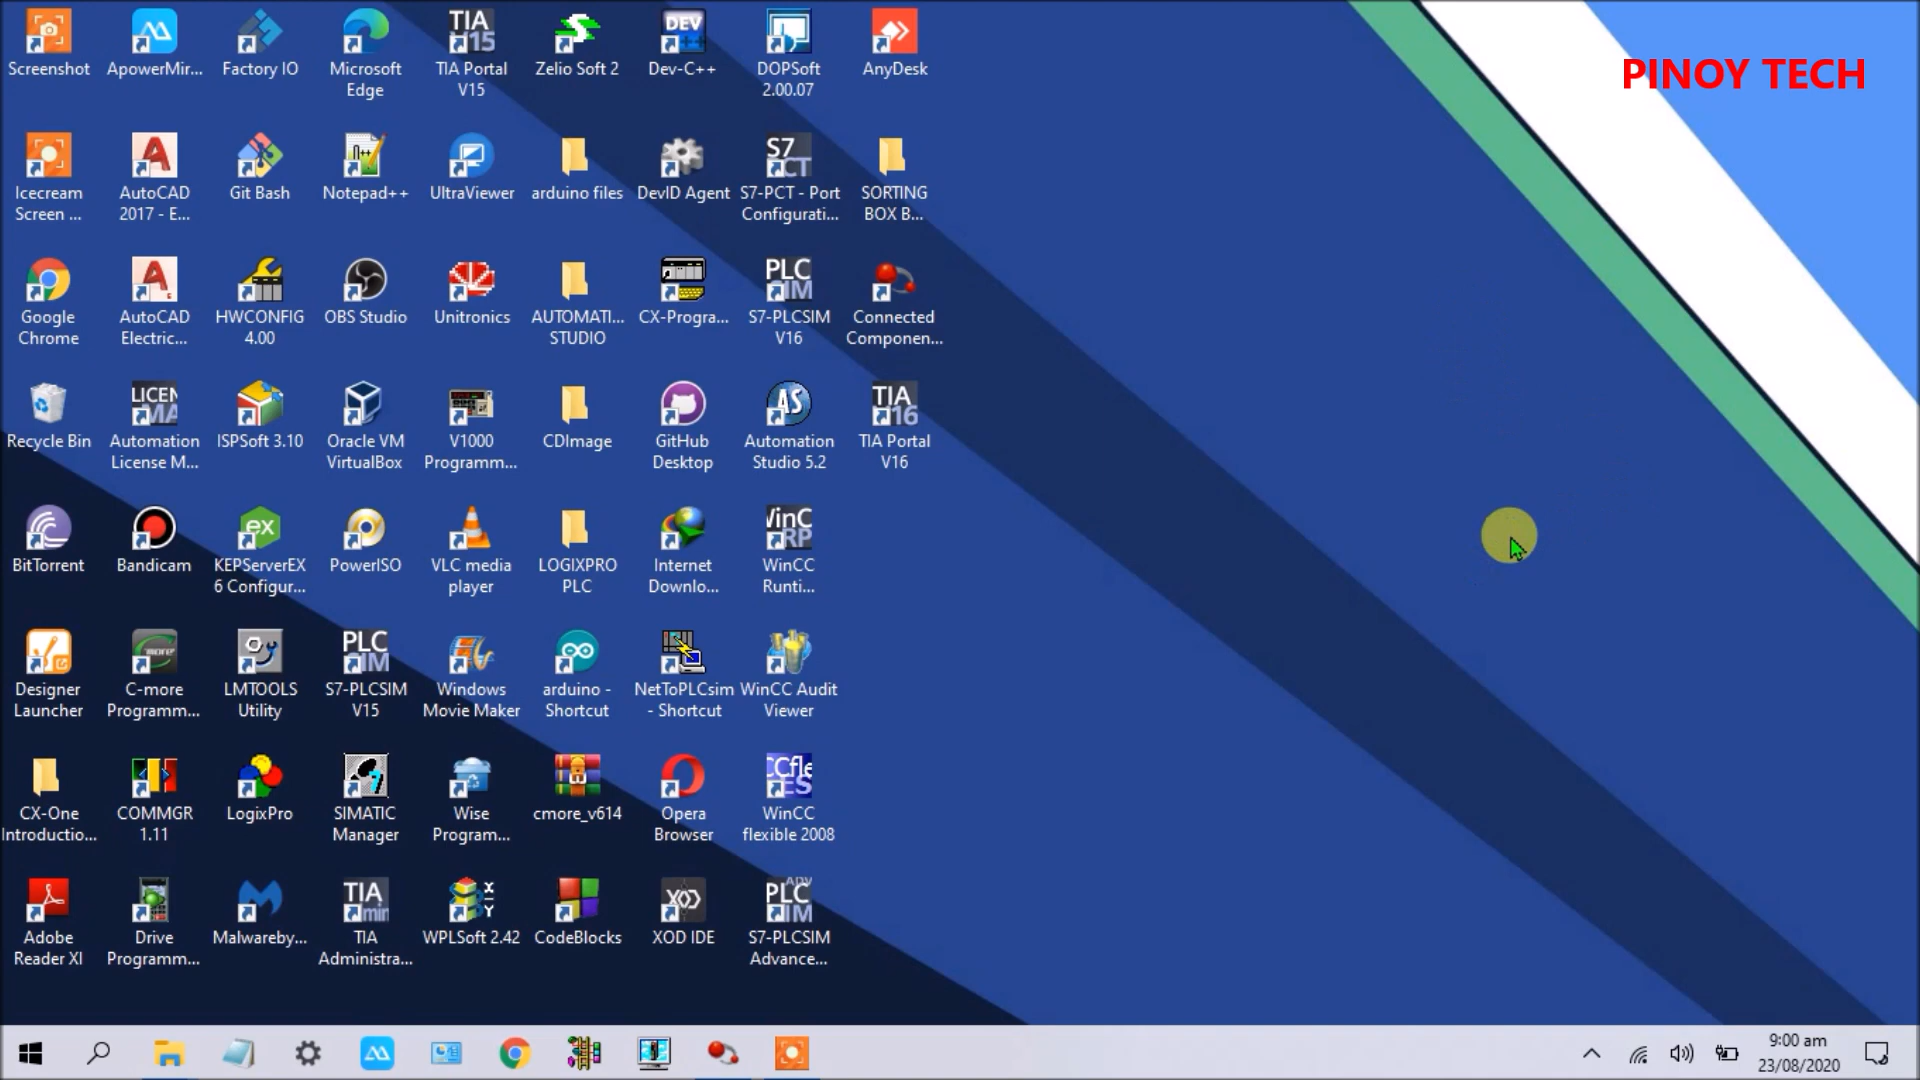 PINOY TECH
Screenshot
ApowerMir...
Factory IO
Microsoft
Edge
TIA Portal
V15
Zelio Soft 2
Dev-C++
DOPSoft
2.00.07
AnyDesk
Icecream
Screen ...
AutoCAD
2017 - E...
Git Bash
Notepad++
UltraViewer
arduino files
DevID Agent
S7-PCT - Port
Configurati...
SORTING
BOX B...
Google
Chrome
AutoCAD
Electric...
HWCONFIG
4.00
OBS Studio
Unitronics
AUTOMATI...
STUDIO
CX-Progra...
S7-PLCSIM
V16
Connected
Componen...
Recycle Bin
Automation
License M...
ISPSoft 3.10
Oracle VM
VirtualBox
V1000
Programm...
CDImage
GitHub
Desktop
Automation
Studio 5.2
TIA Portal
V16
BitTorrent
Bandicam
KEPServerEX
6 Configur...
PowerISO
VLC media
player
LOGIXPRO
PLC
Internet
Downlo...
WinCC
Runti...
Designer
Launcher
C-more
Programm...
LMTOOLS
Utility
S7-PLCSIM
V15
Windows
Movie Maker
arduino -
Shortcut
NetToPLCsim
- Shortcut
WinCC Audit
Viewer
CX-One
Introductio...
COMMGR
1.11
LogixPro
SIMATIC
Manager
Wise
Program...
cmore_v614
Opera
Browser
WinCC
flexible 2008
Adobe
Reader XI
Drive
Programm...
Malwareby...
TIA
Administra...
WPLSoft 2.42
CodeBlocks
XOD IDE
S7-PLCSIM
Advance...
9:00 am
23/08/2020